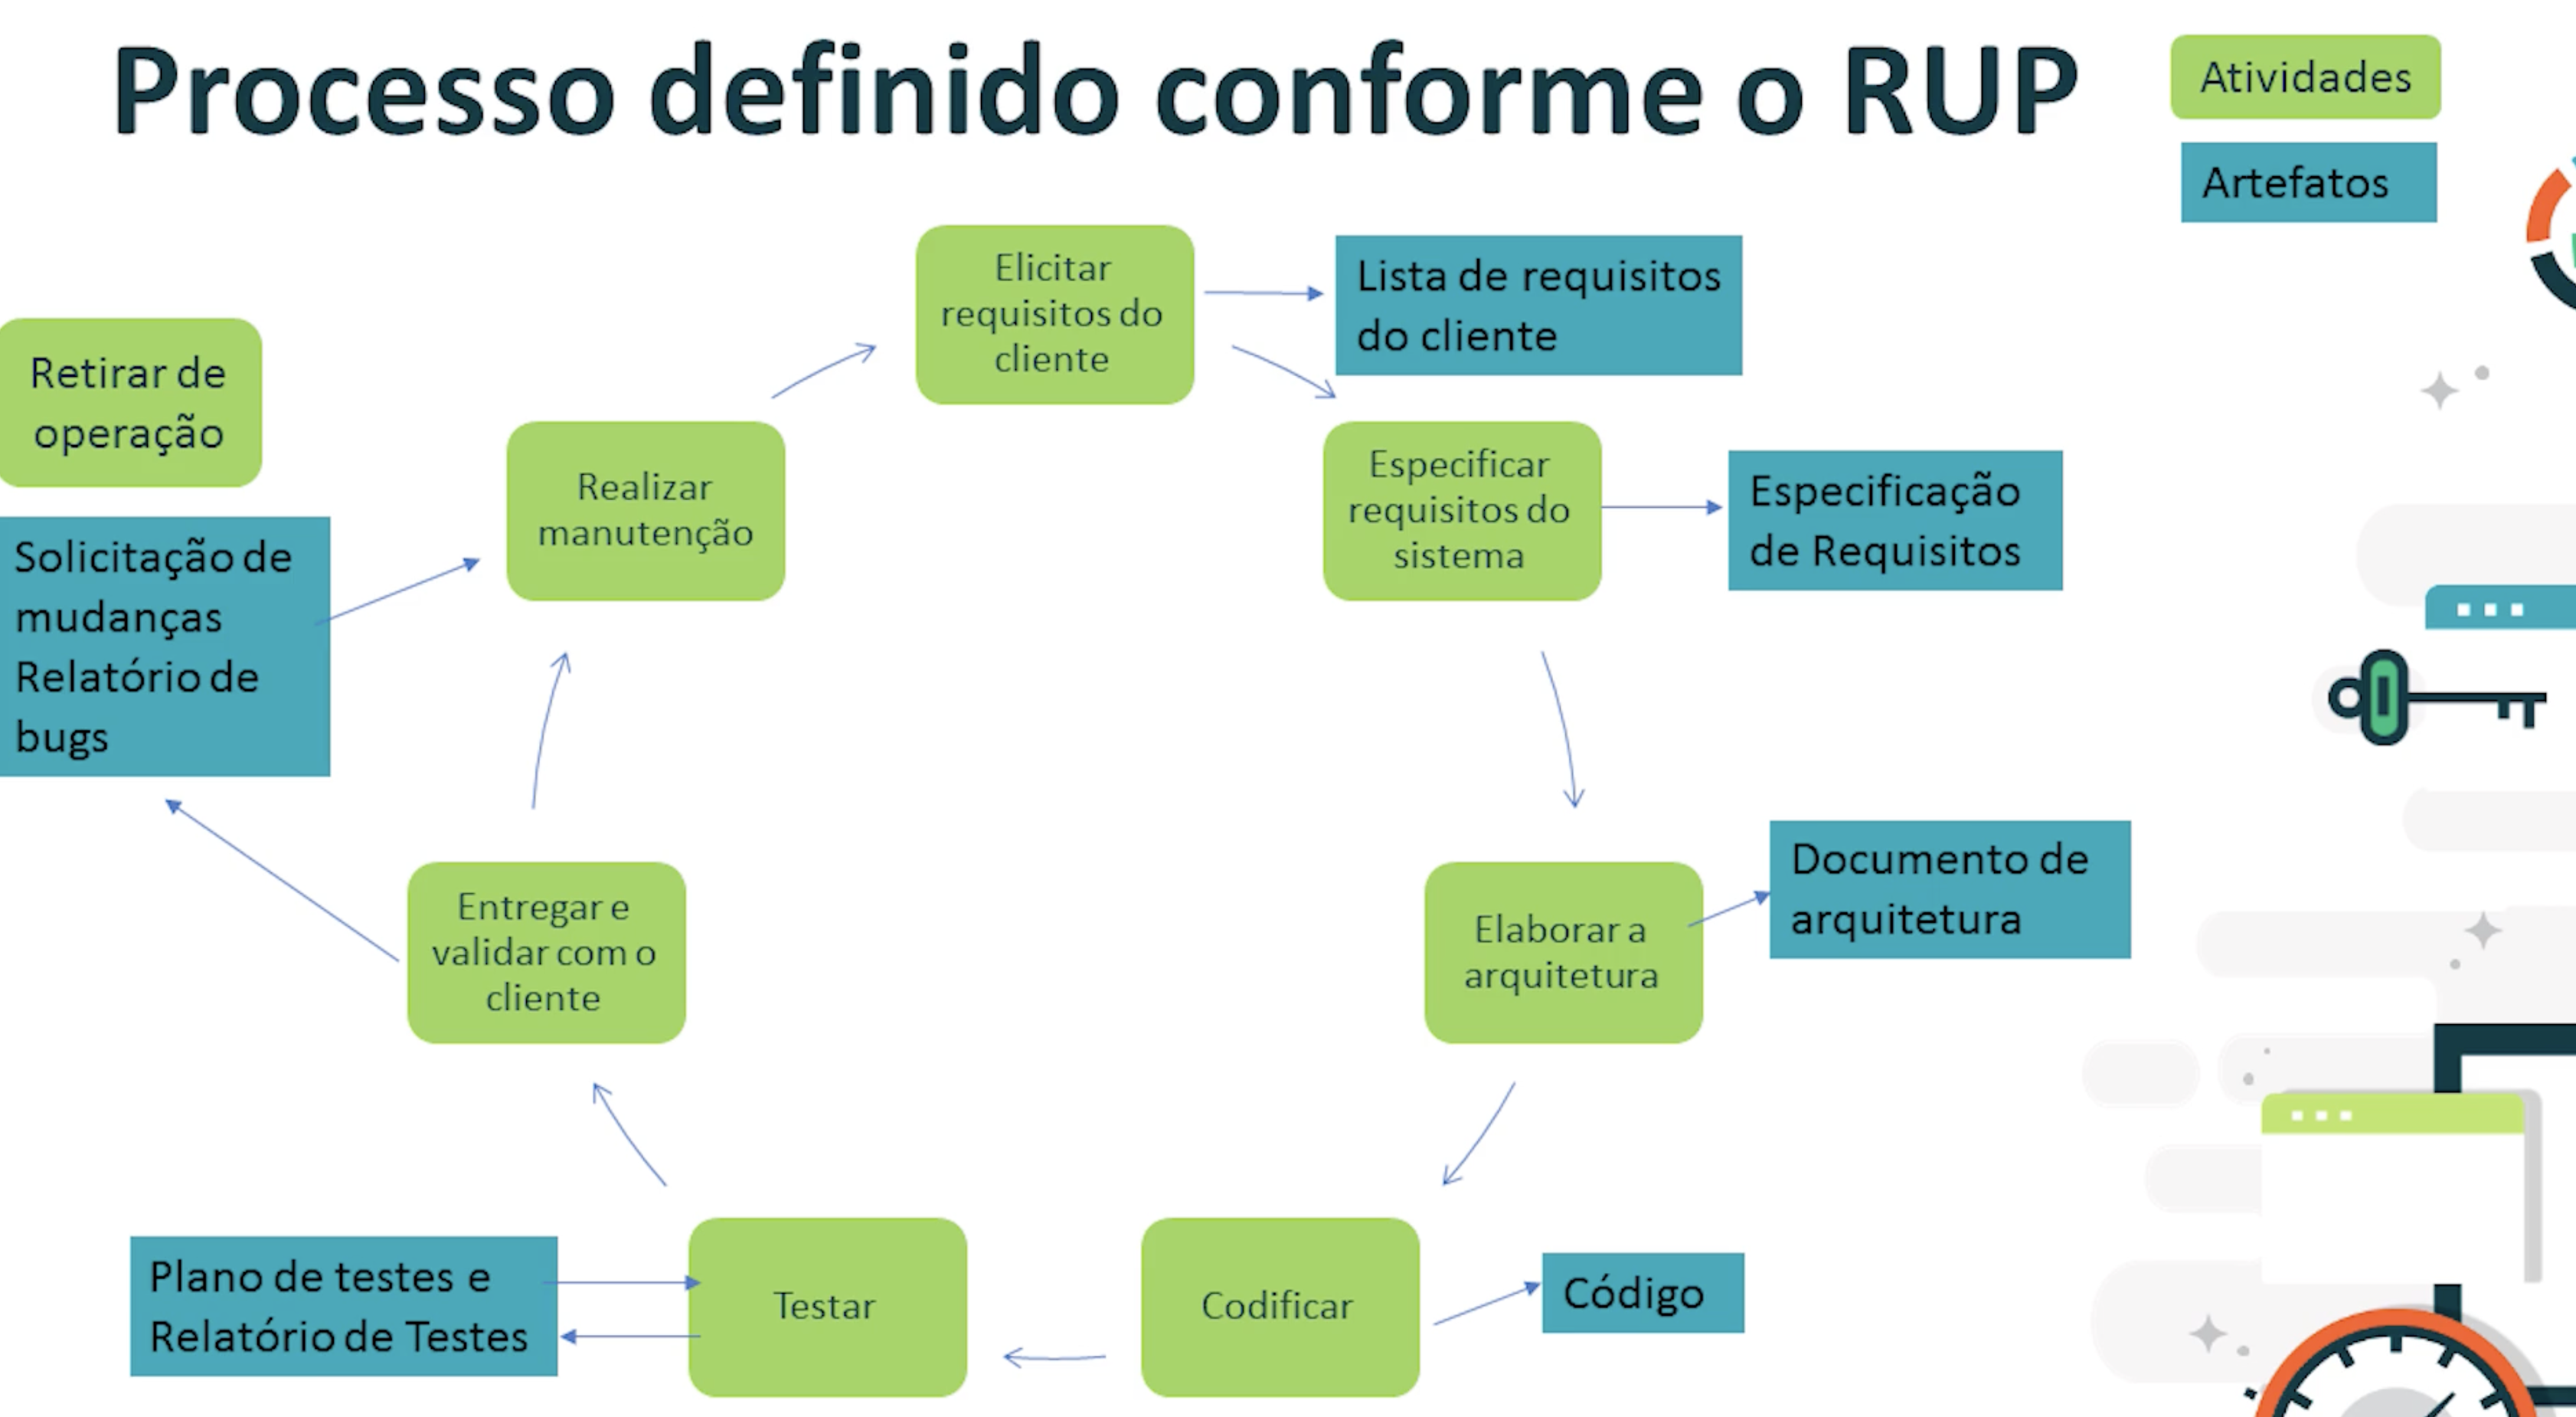 Processo definido conforme o RUP
Atividades
Artefatos
Elicitar
requisitos do
cliente
Lista de requisitos
do cliente
Retirar de
operação
Realizar
manutenção
Especificar
requisitos do
sistema
Especificação
de Requisitos
Solicitação de
mudanças
Relatório de
bugs
Entregar e
validar com o
cliente
Elaborar a
arquitetura
Documento de
arquitetura
Plano de testes e
Relatório de Testes
Testar
Codificar
Código